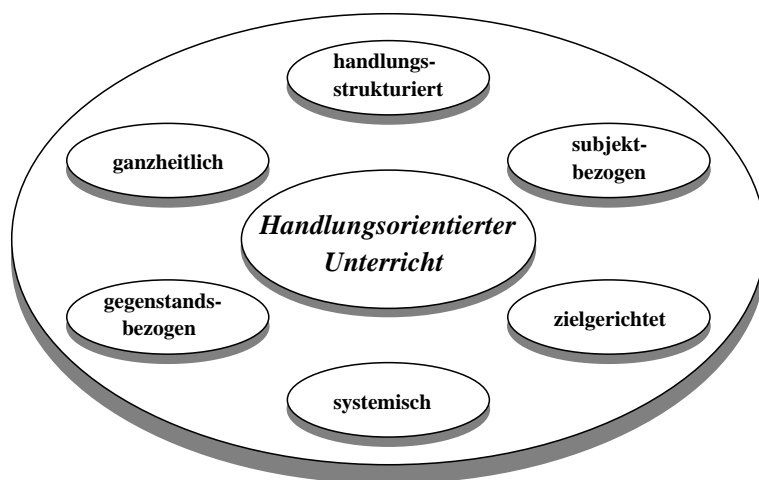 handlungs-
strukturiert
ganzheitlich
subjekt-
bezogen
Handlungsorientierter
Unterricht
gegenstands-
bezogen
zielgerichtet
systemisch